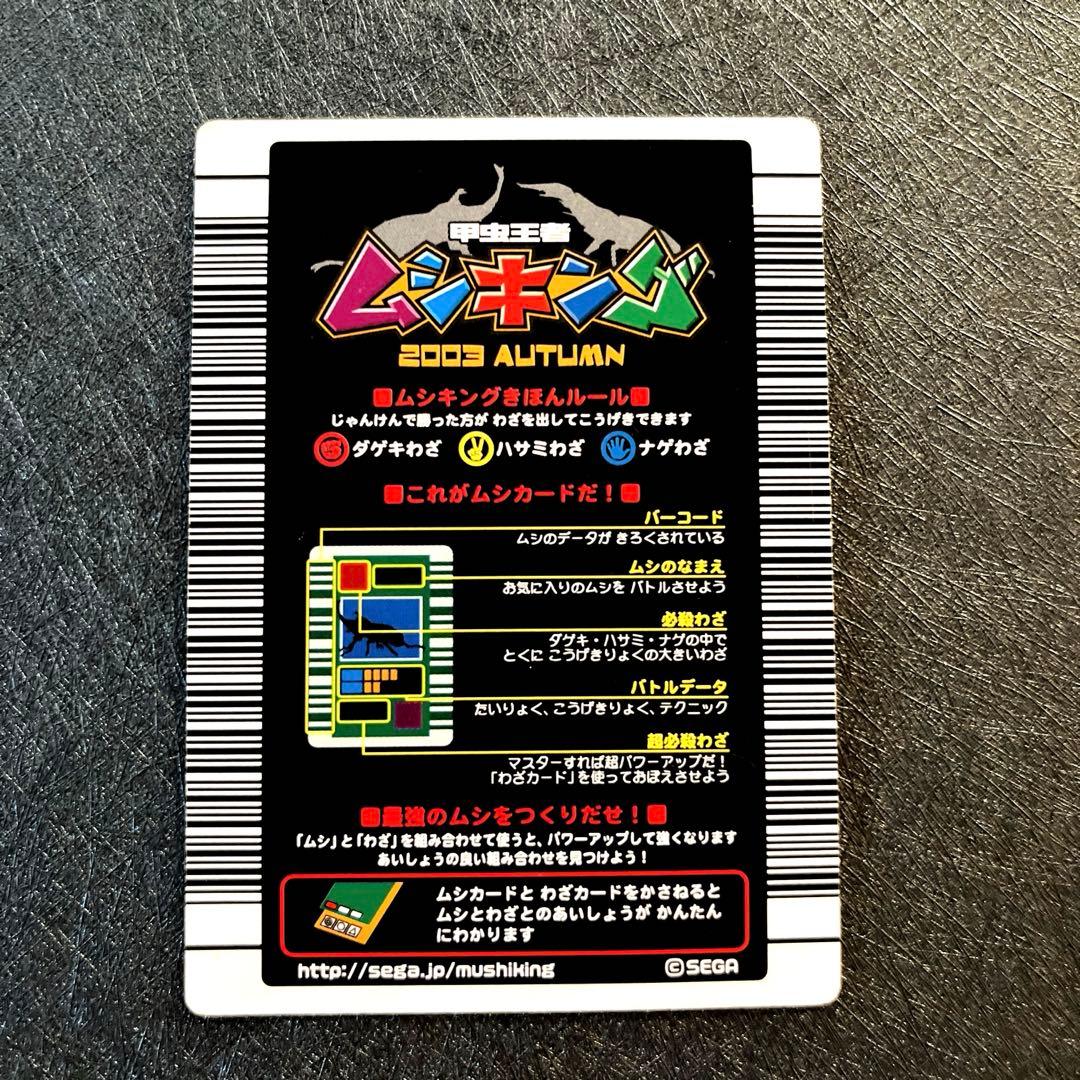 甲虫王者
ムシキング
2003 AUTUMN
ムシキングきほんルール
じゃんけんで勝った方が わざを出してこうげきできます
ダゲキわざ ハサミわざ ナゲわざ
これがムシカードだ!
バーコード
ムシのデータが きろくされている
ムシのなまえ
お気に入りのムシを バトルさせよう
必殺わざ
ダゲキ・ハサミ・ナゲの中で
とくに こうげきりょくの大きいわざ
バトルデータ
たいりょく、こうげきりょく、テクニック
超必殺わざ
マスターすれば超パワーアップだ!
「わざカード」を使っておぼえさせよう
最強のムシをつくりだせ!
「ムシ」と「わざ」を組み合わせて使うと、パワーアップして強くなります
あいしょうの良い組み合わせを見つけよう!
ムシカードと わざカードをかさねると
ムシとわざとのあいしょうが かんたん
にわかります
http://sega.jp/mushiking
©SEGA